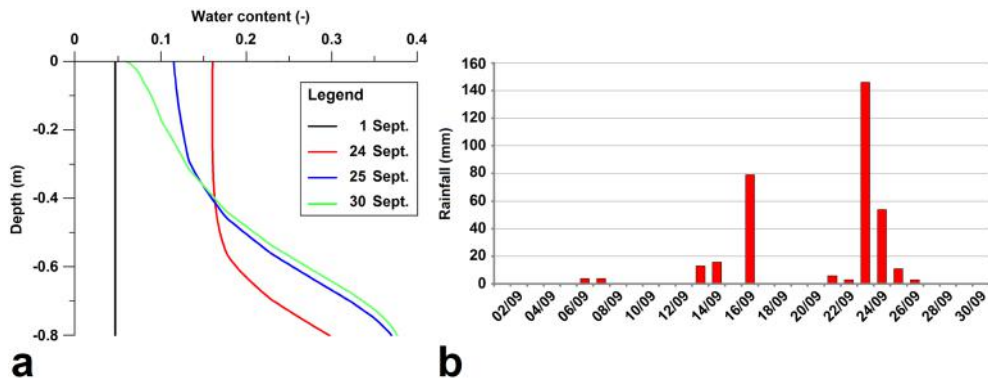 Water content (-)
0 0.1 0.2 0.3 0.4
0
-0.2
-0.4
-0.6
-0.8
Depth (m)
Legend
1 Sept.
24 Sept.
25 Sept.
30 Sept.
a
160
140
120
100
80
60
40
20
0
Rainfall (mm)
02/09 04/09 06/09 08/09 10/09 12/09 14/09 16/09 18/09 20/09 22/09 24/09 26/09 28/09 30/09
b